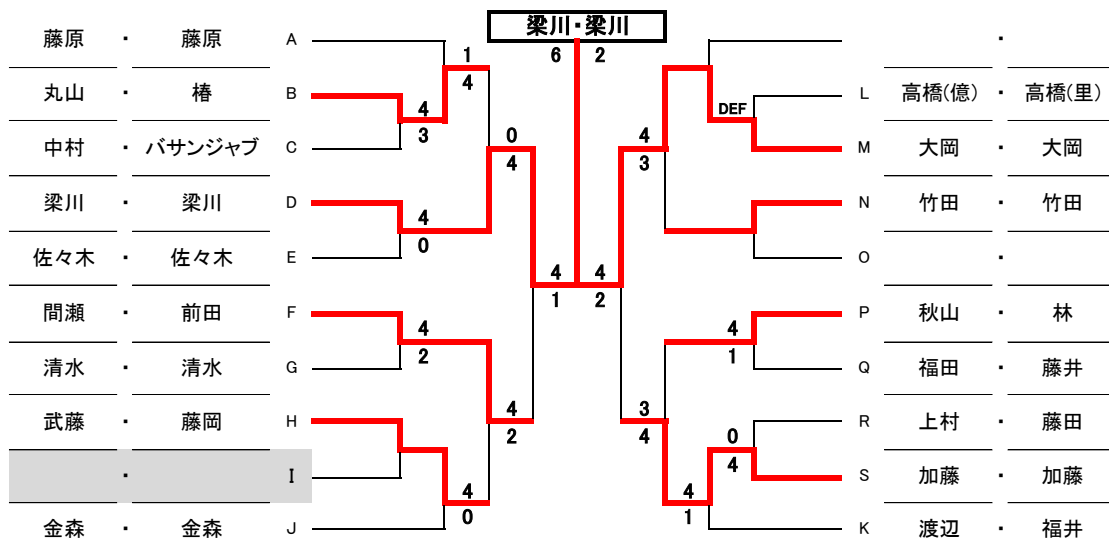 梁川・梁川
6 2
藤原 ・ 藤原 A
丸山 ・ 椿 B
中村 ・ バサンジャブ C
梁川 ・ 梁川 D
佐々木 ・ 佐々木 E
間瀬 ・ 前田 F
清水 ・ 清水 G
武藤 ・ 藤岡 H
・ I
金森 ・ 金森 J
1
4
4
3
0
4
4
0
4
1
4
2
4
2
4
0
・
L 高橋(億) ・ 高橋(里)
M 大岡 ・ 大岡
N 竹田 ・ 竹田
O ・
P 秋山 ・ 林
Q 福田 ・ 藤井
R 上村 ・ 藤田
S 加藤 ・ 加藤
K 渡辺 ・ 福井
DEF
4
3
4
2
4
1
3
4
0
4
4
1